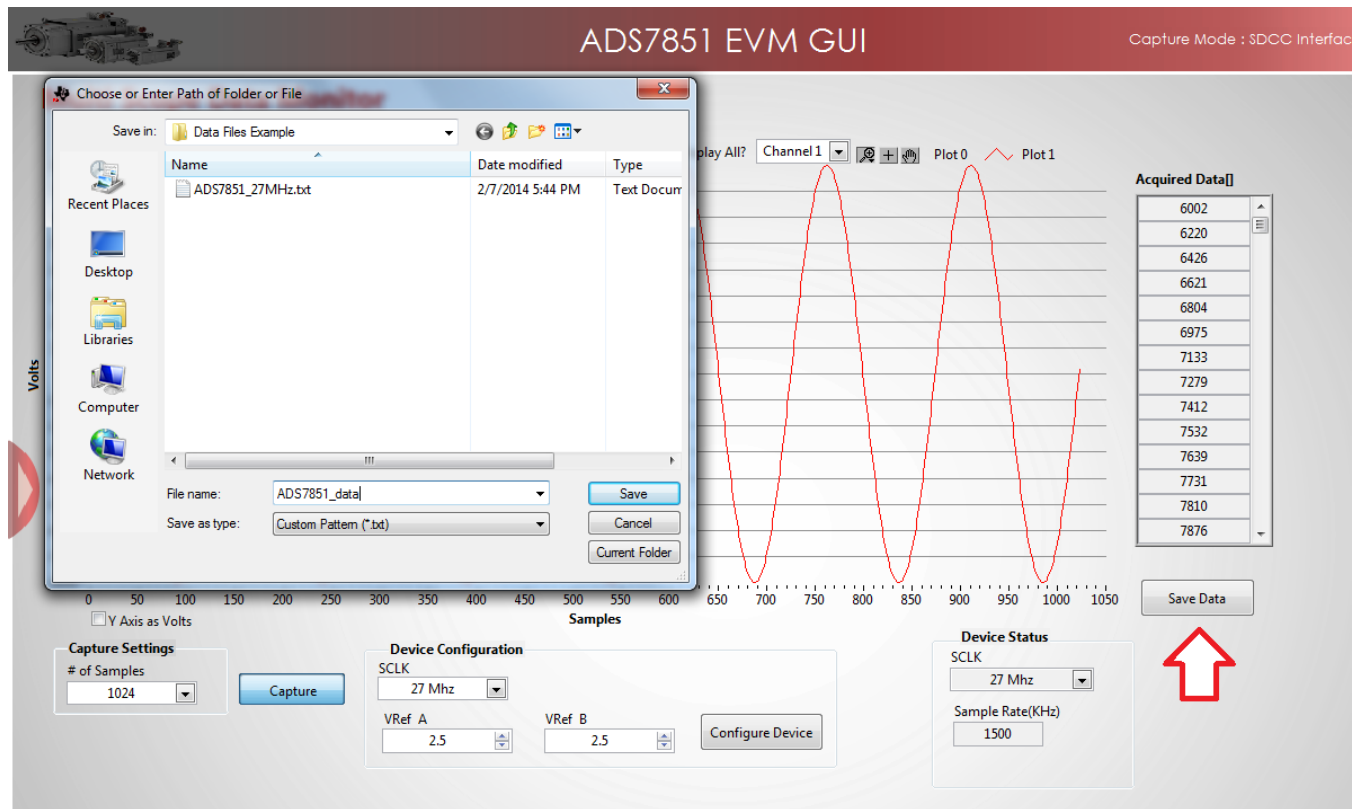 ADS7851 EVM GUI
Capture Mode : SDCC Interfac
Choose or Enter Path of Folder or File
Save in:
Data Files Example
Name
Date modified
Type
ADS7851_27MHz.txt
2/7/2014 5:44 PM
Text Docum
Recent Places
Desktop
Libraries
Computer
Network
File name:
ADS7851_data
Save
Save as type:
Custom Pattern (*.txt)
Cancel
Current Folder
play All?
Channel 1
Plot 0
Plot 1
Acquired Data[]
6002
6220
6426
6621
6804
6975
7133
7279
7412
7532
7639
7731
7810
7876
Save Data
Volts
0 50 100 150 200 250 300 350 400 450 500 550 600 650 700 750 800 850 900 950 1000 1050
Y Axis as Volts
Samples
Capture Settings
# of Samples
1024
Capture
Device Configuration
SCLK
27 Mhz
VRef A
2.5
VRef B
2.5
Configure Device
Device Status
SCLK
27 Mhz
Sample Rate(KHz)
1500